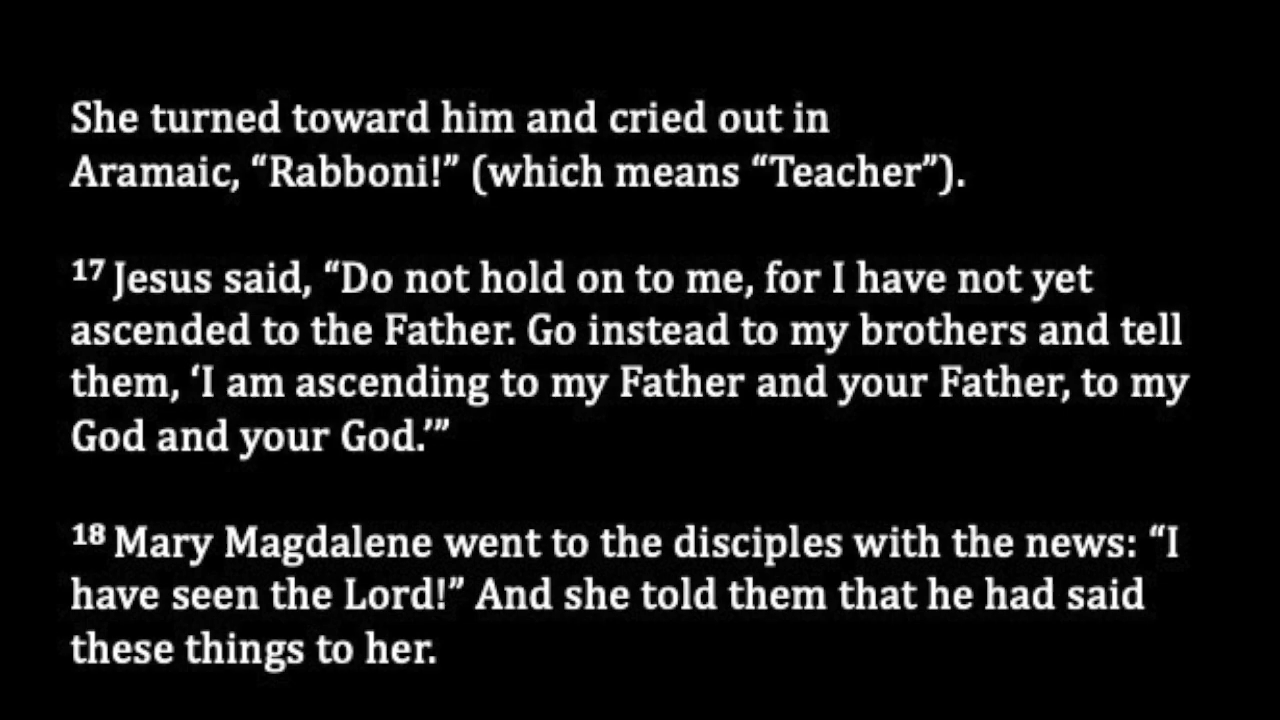 She turned toward him and cried out in
Aramaic, “Rabboni!” (which means “Teacher”).
17 Jesus said, “Do not hold on to me, for I have not yet
ascended to the Father. Go instead to my brothers and tell
them, ‘I am ascending to my Father and your Father, to my
God and your God.’”
18 Mary Magdalene went to the disciples with the news: “I
have seen the Lord!” And she told them that he had said
these things to her.